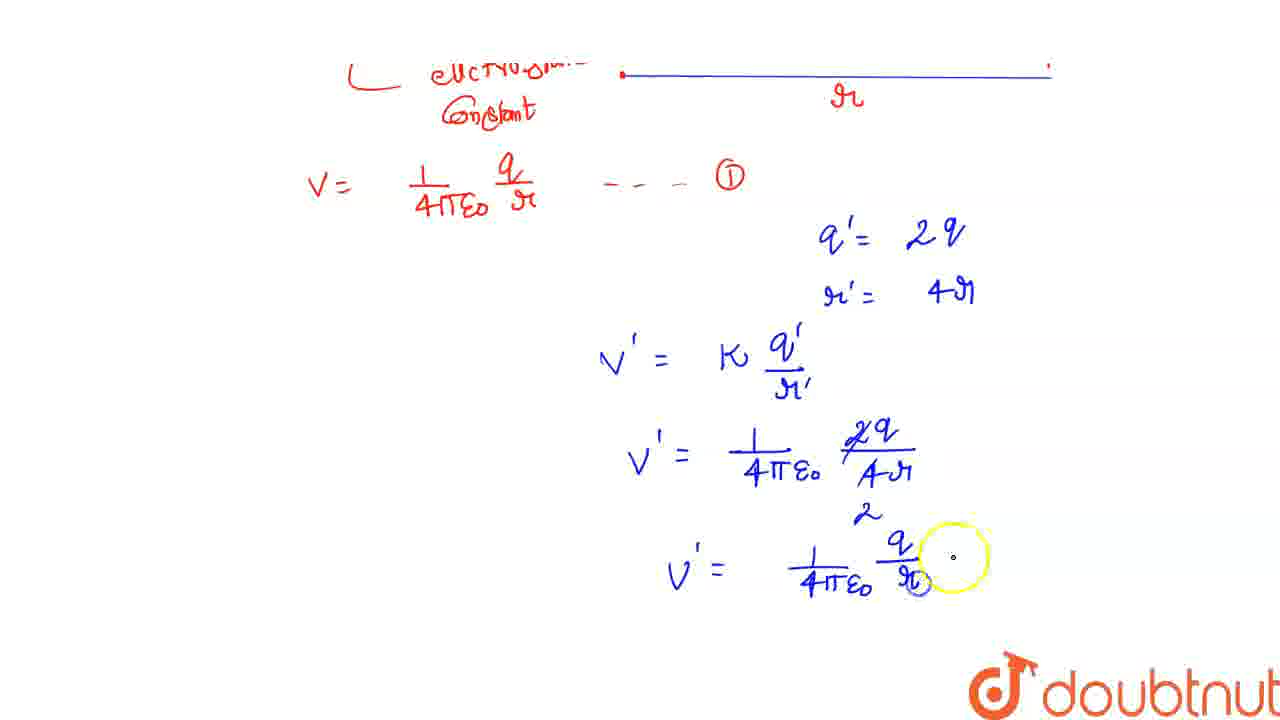 r
Constant
V = 1/4πε0 q/r ---- ①
q' = 2q
r' = 4r
V' = K q'/r'
V' = 1/4πε0 2q/4r
2
V' = 1/4πε0 q/r
doubtnut